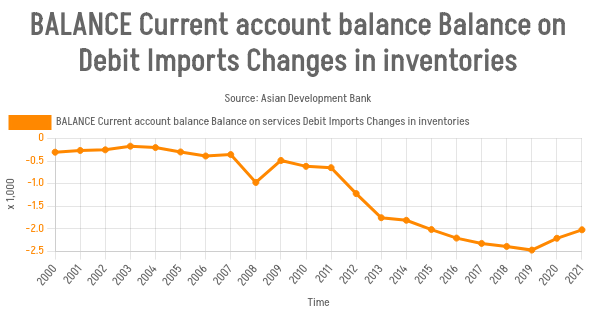 BALANCE Current account balance Balance on
Debit Imports Changes in inventories
Source: Asian Development Bank
BALANCE Current account balance Balance on services Debit Imports Changes in inventories
0
-0.5
-1.0
-1.5
-2.0
-2.5
x 1,000
2000 2001 2002 2003 2004 2005 2006 2007 2008 2009 2010 2011 2012 2013 2014 2015 2016 2017 2018 2019 2020 2021
Time